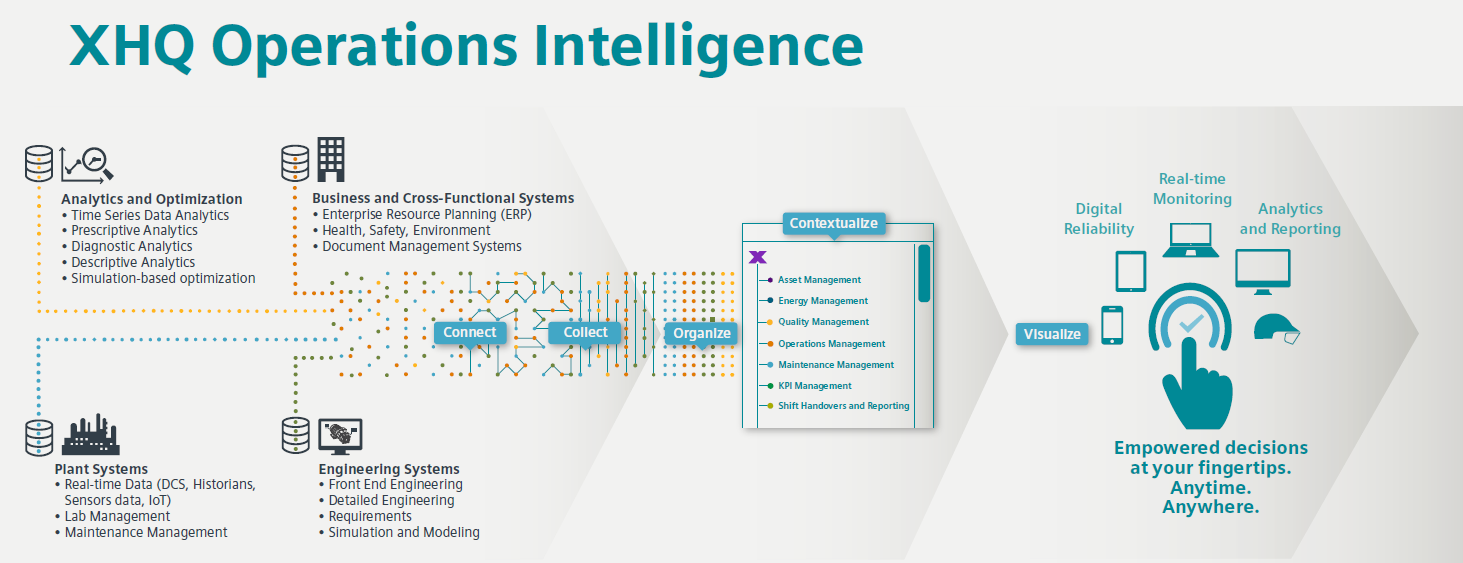 XHQ Operations Intelligence
Analytics and Optimization
• Time Series Data Analytics
• Prescriptive Analytics
• Diagnostic Analytics
• Descriptive Analytics
• Simulation-based optimization
Business and Cross-Functional Systems
• Enterprise Resource Planning (ERP)
• Health, Safety, Environment
• Document Management Systems
Plant Systems
• Real-time Data (DCS, Historians,
Sensors data, IoT)
• Lab Management
• Maintenance Management
Engineering Systems
• Front End Engineering
• Detailed Engineering
• Requirements
• Simulation and Modeling
Connect
Collect
Organize
Contextualize
X
Asset Management
Energy Management
Quality Management
Operations Management
Maintenance Management
KPI Management
Shift Handovers and Reporting
Visualize
Digital
Reliability
Real-time
Monitoring
Analytics
and Reporting
Empowered decisions
at your fingertips.
Anytime.
Anywhere.